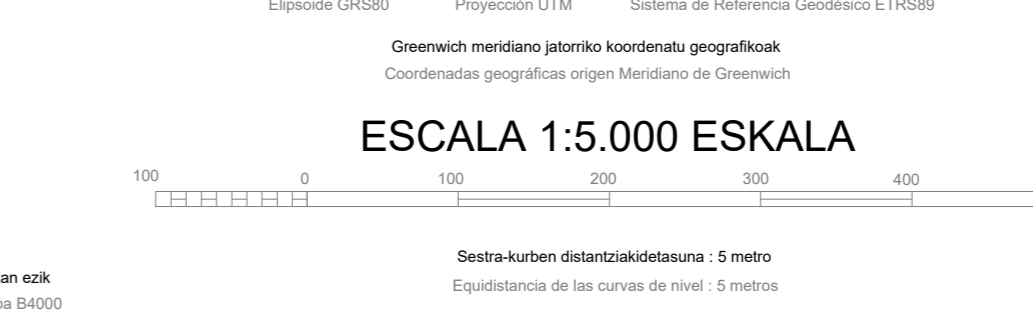 Elipsoide GRS80 Proyección UTM Sistema de Referencia Geodésico ETRS89
Greenwich meridiano jatorriko koordenatu geografikoak
Coordenadas geográficas origen Meridiano de Greenwich
ESCALA 1:5.000 ESKALA
100 0 100 200 300 400
Sestra-kurben distantziakidetasuna : 5 metro
Equidistancia de las curvas de nivel : 5 metros
ezik
B4000